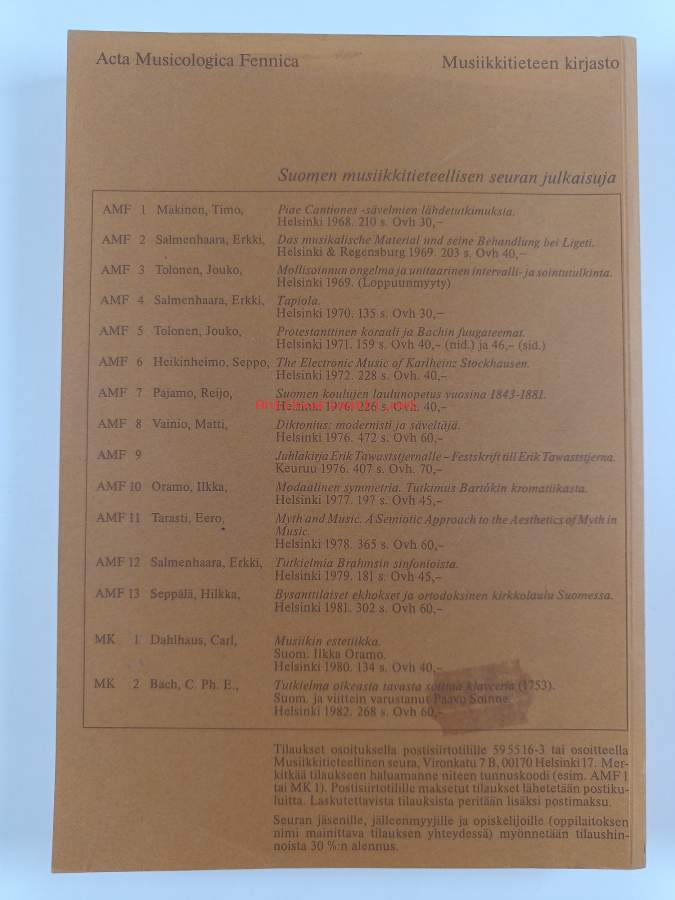 Acta Musicologica Fennica Musiikkitieteen kirjasto
Suomen musiikkitieteellisen seuran julkaisuja
AMF 1 Mäkinen, Timo, Piae Cantiones -sävelmien lähdetutkimuksia.
Helsinki 1968. 210 s. Ovh 30,–
AMF 2 Salmenhaara, Erkki, Das musikalische Material und seine Behandlung bei Ligeti.
Helsinki & Regensburg 1969. 203 s. Ovh 40,–
AMF 3 Tolonen, Jouko, Mollisoinnun ongelma ja unitaarinen intervalli- ja sointutulkinta.
Helsinki 1969. (Loppuunmyyty)
AMF 4 Salmenhaara, Erkki, Tapiola.
Helsinki 1970. 135 s. Ovh 30,–
AMF 5 Tolonen, Jouko, Protestanttinen koraali ja Bachin fuugateemat.
Helsinki 1971. 159 s. Ovh 40,– (nid.) ja 46,– (sid.)
AMF 6 Heikinheimo, Seppo, The Electronic Music of Karlheinz Stockhausen.
Helsinki 1972. 228 s. Ovh. 40,–
AMF 7 Pajamo, Reijo, Suomen koulujen laulunopetus vuosina 1843-1881.
Helsinki 1976. 226 s. Ovh. 40,–
AMF 8 Vainio, Matti, Diktonius: modernisti ja säveltäjä.
Helsinki 1976. 472 s Ovh 60,–
AMF 9 Juhlakirja Erik Tawaststjernalle – Festskrift till Erik Tawaststjerna.
Keuruu 1976. 407 s. Ovh. 70,–
AMF 10 Oramo, Ilkka, Modaalinen symmetria. Tutkimus Bartókin kromatiikasta.
Helsinki 1977. 197 s. Ovh 45,–
AMF 11 Tarasti, Eero, Myth and Music. A Semiotic Approach to the Aesthetics of Myth in
Music.
Helsinki 1978. 365 s. Ovh 60,–
AMF 12 Salmenhaara, Erkki, Tutkielmia Brahmsin sinfonioista.
Helsinki 1979. 181 s. Ovh 45,–
AMF 13 Seppälä, Hilkka, Bysanttilaiset ekhokset ja ortodoksinen kirkkolaulu Suomessa.
Helsinki 1981. 302 s. Ovh 60,–
MK 1 Dahlhaus, Carl, Musiikin estetiikka.
Suom. Ilkka Oramo.
Helsinki 1980. 134 s. Ovh 40,–
MK 2 Bach, C. Ph. E., Tutkielma oikeasta tavasta soittaa klaveeria (1753).
Suom. ja viittein varustanut Paavo Soinne.
Helsinki 1982. 268 s. Ovh 60,–
Tilaukset osoituksella postisiirtotilille 59 55 16-3 tai osoitteella
Musiikkitieteellinen seura, Vironkatu 7 B, 00170 Helsinki 17. Mer-
kitkää tilaukseen haluamanne niteen tunnuskoodi (esim. AMF 1
tai MK 1). Postisiirtotilille maksetut tilaukset lähetetään postiku-
luitta. Laskutettavista tilauksista peritään lisäksi postimaksu.
Seuran jäsenille, jälleenmyyjille ja opiskelijoille (oppilaitoksen
nimi mainittava tilauksen yhteydessä) myönnetään tilaushin-
noista 30 %:n alennus.